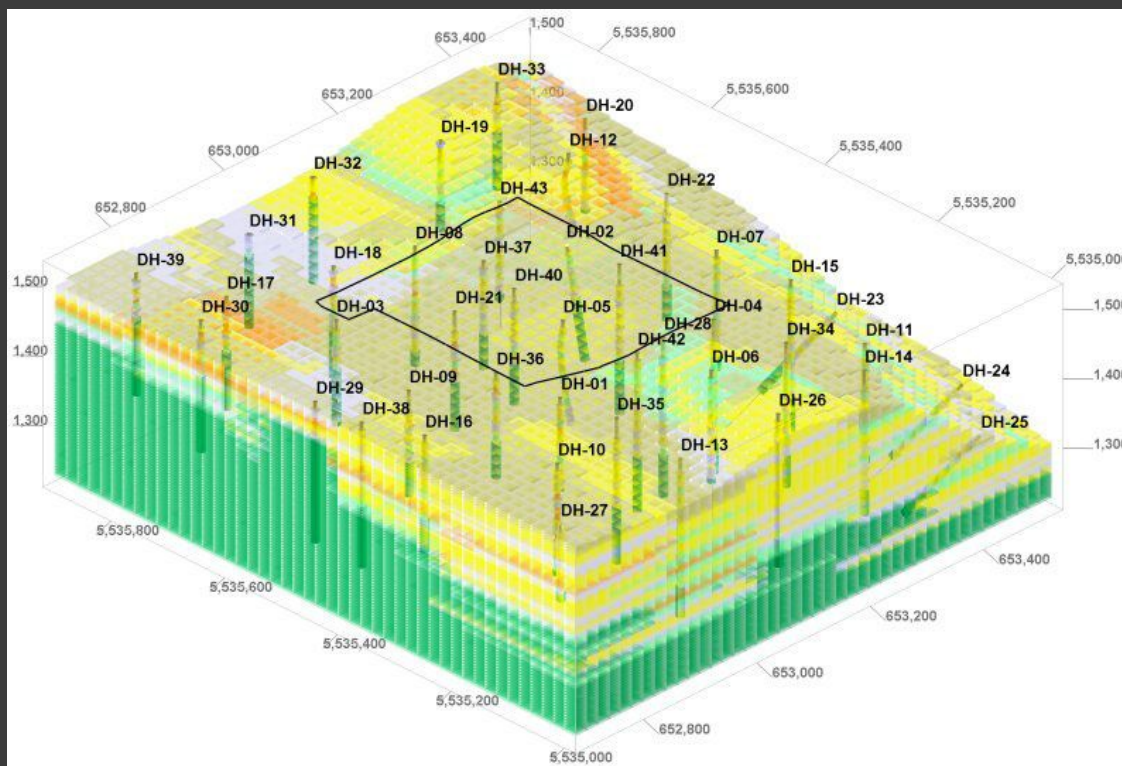 1,500
5,535,800
653,400
DH-33
5,535,600
653,200
1,400
DH-20
DH-19
DH-12
5,535,400
653,000
1,300
DH-32
DH-43
DH-22
5,535,200
652,800
DH-31
DH-08
DH-02
DH-07
DH-18
DH-37
DH-41
5,535,000
DH-39
DH-15
1,500
DH-17
DH-40
DH-30
DH-03
DH-21
DH-05
DH-04
DH-23
1,500
DH-28
DH-34
DH-11
DH-42
1,400
DH-36
DH-06
DH-14
DH-09
DH-01
DH-24
1,400
DH-29
DH-38
DH-35
DH-26
1,300
DH-16
DH-25
DH-10
DH-13
1,300
DH-27
5,535,800
653,400
5,535,600
653,200
5,535,400
653,000
5,535,200
652,800
5,535,000